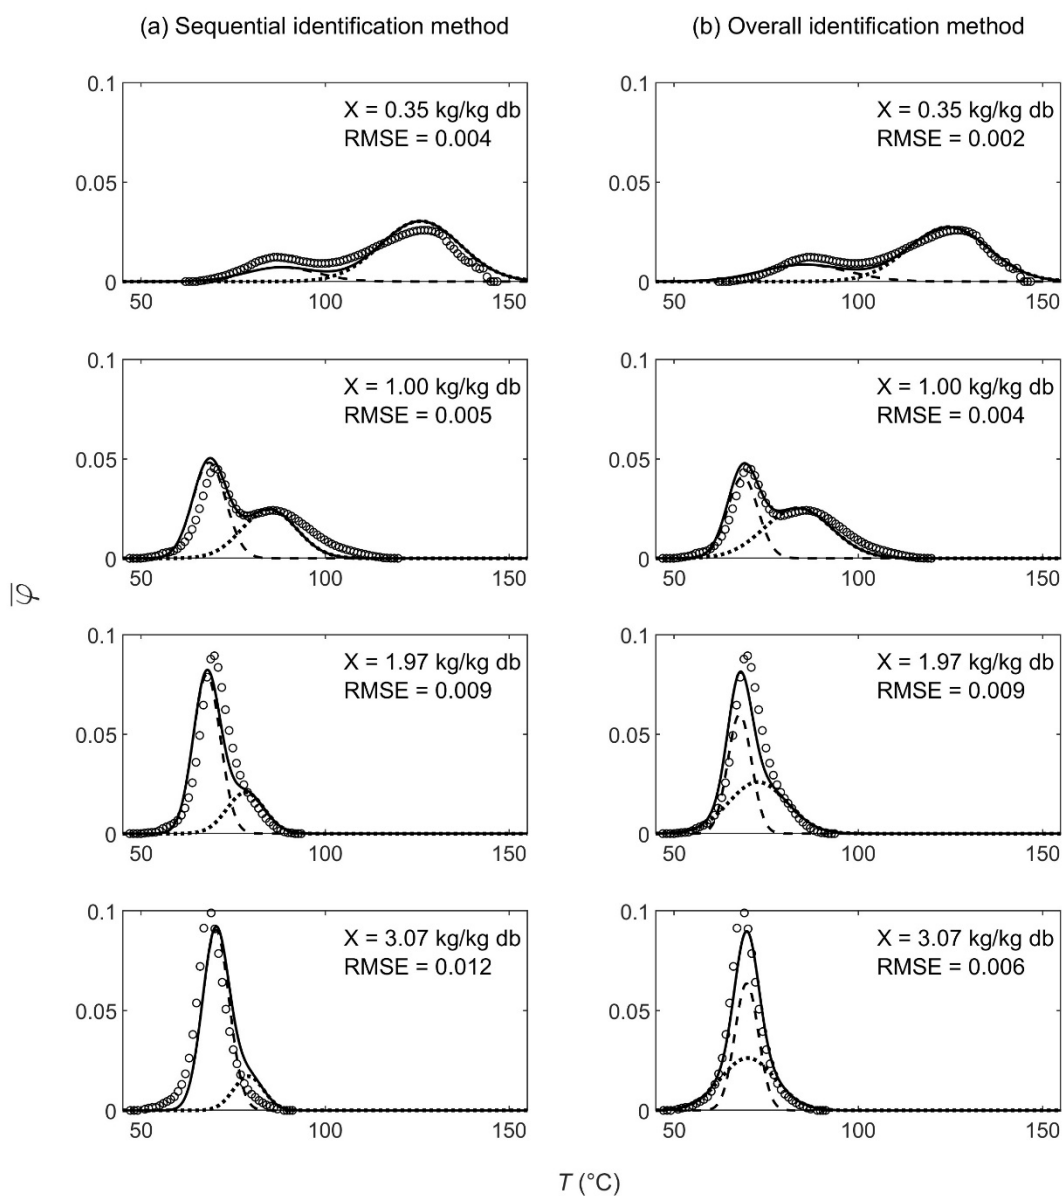 (a) Sequential identification method
(b) Overall identification method
0.1
X = 0.35 kg/kg db
RMSE = 0.004
0.05
0
50
100
150
0.1
X = 0.35 kg/kg db
RMSE = 0.002
0.05
0
50
100
150
0.1
X = 1.00 kg/kg db
RMSE = 0.005
0.05
0
50
100
150
0.1
X = 1.00 kg/kg db
RMSE = 0.004
0.05
0
50
100
150
φ̅
0.1
X = 1.97 kg/kg db
RMSE = 0.009
0.05
0
50
100
150
0.1
X = 1.97 kg/kg db
RMSE = 0.009
0.05
0
50
100
150
0.1
X = 3.07 kg/kg db
RMSE = 0.012
0.05
0
50
100
150
0.1
X = 3.07 kg/kg db
RMSE = 0.006
0.05
0
50
100
150
T (°C)